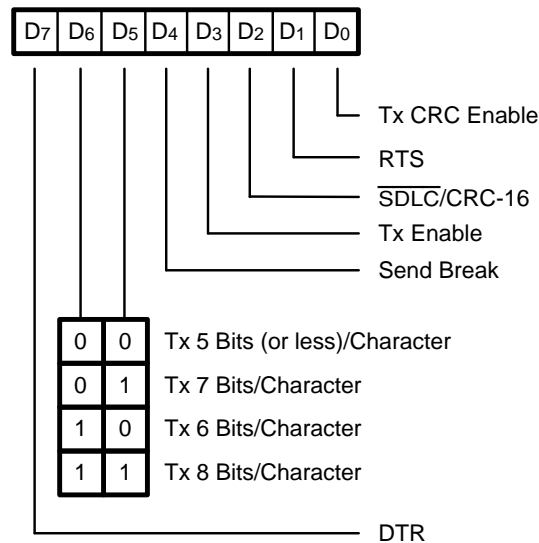 D7 D6 D5 D4 D3 D2 D1 D0
Tx CRC Enable
RTS
SDLC/CRC-16
Tx Enable
Send Break
0 0 Tx 5 Bits (or less)/Character
0 1 Tx 7 Bits/Character
1 0 Tx 6 Bits/Character
1 1 Tx 8 Bits/Character
DTR